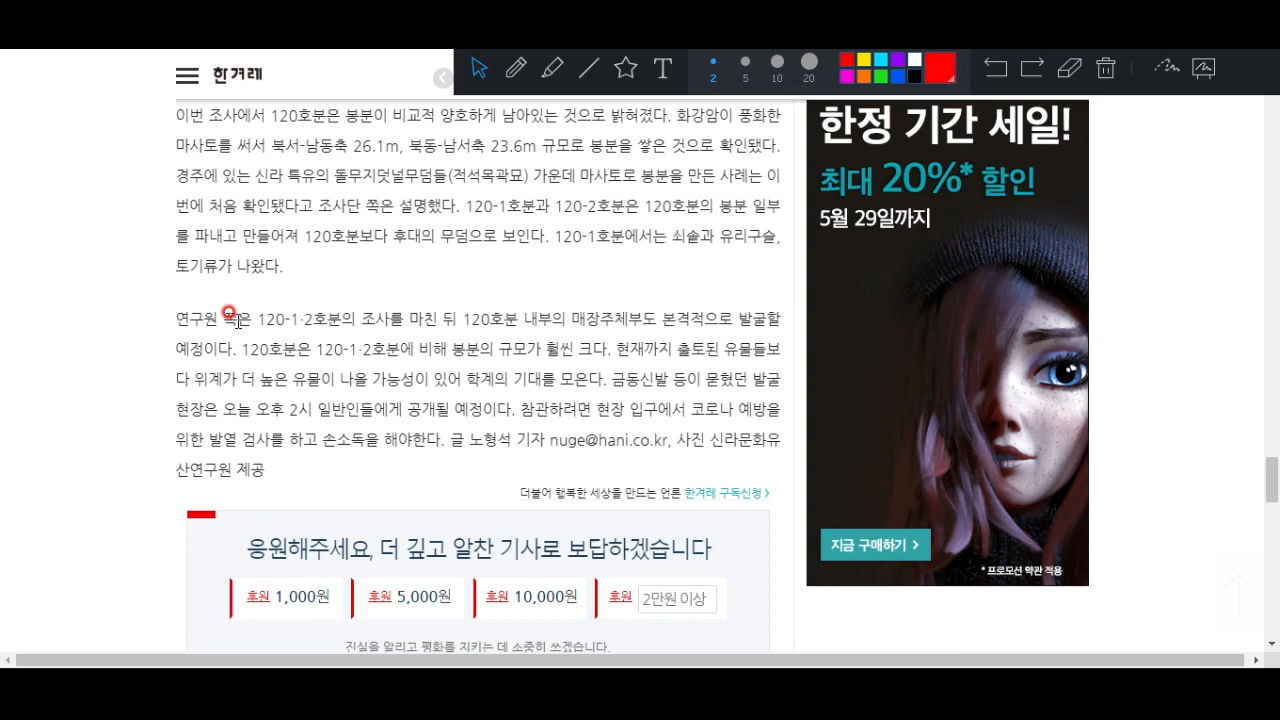 한겨레
T
2
5
10
20
이번 조사에서 120호분은 봉분이 비교적 양호하게 남아있는 것으로 밝혀졌다. 화강암이 풍화한
마사토를 써서 북서-남동축 26.1m, 북동-남서축 23.6m 규모로 봉분을 쌓은 것으로 확인됐다.
경주에 있는 신라 특유의 돌무지덧널무덤들(적석목곽묘) 가운데 마사토로 봉분을 만든 사례는 이
번에 처음 확인됐다고 조사단 쪽은 설명했다. 120-1호분과 120-2호분은 120호분의 봉분 일부
를 파내고 만들어져 120호분보다 후대의 무덤으로 보인다. 120-1호분에서는 쇠솥과 유리구슬,
토기류가 나왔다.
연구원 쪽은 120-1·2호분의 조사를 마친 뒤 120호분 내부의 매장주체부도 본격적으로 발굴할
예정이다. 120호분은 120-1·2호분에 비해 봉분의 규모가 훨씬 크다. 현재까지 출토된 유물들보
다 위계가 더 높은 유물이 나올 가능성이 있어 학계의 기대를 모은다. 금동신발 등이 묻혔던 발굴
현장은 오늘 오후 2시 일반인들에게 공개될 예정이다. 참관하려면 현장 입구에서 코로나 예방을
위한 발열 검사를 하고 손소독을 해야한다. 글 노형석 기자 nuge@hani.co.kr, 사진 신라문화유
산연구원 제공
더불어 행복한 세상을 만드는 언론 한겨레 구독신청 >
응원해주세요, 더 깊고 알찬 기사로 보답하겠습니다
후원 1,000원 후원 5,000원 후원 10,000원 후원 2만원 이상
진실을 알리고 평화를 지키는 데 소중히 쓰겠습니다.
한정 기간 세일!
최대 20%* 할인
5월 29일까지
지금 구매하기 >
* 프로모션 약관 적용